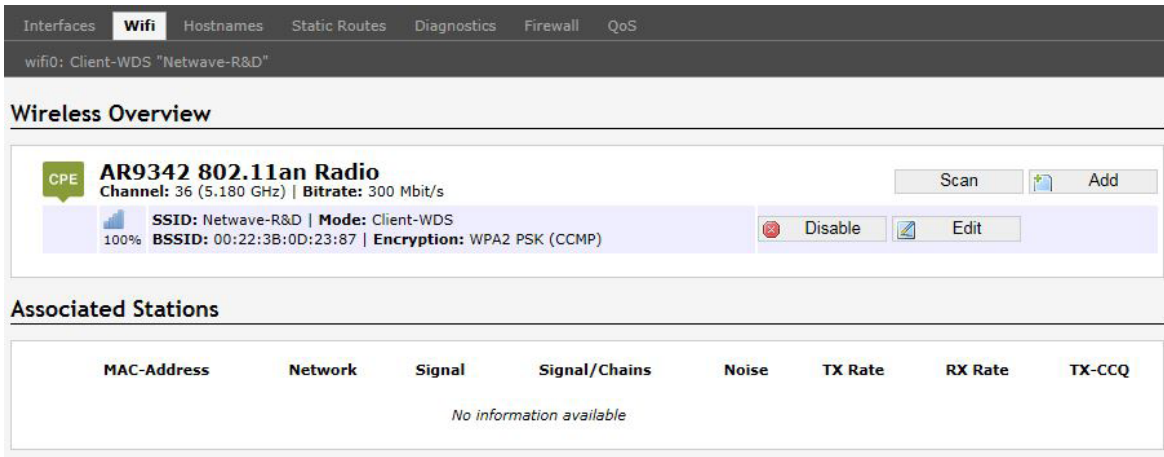 Interfaces Wifi Hostnames Static Routes Diagnostics Firewall QoS
wifi0: Client-WDS "Netwave-R&D"
Wireless Overview
CPE
AR9342 802.11an Radio
Channel: 36 (5.180 GHz) | Bitrate: 300 Mbit/s
Scan Add
SSID: Netwave-R&D | Mode: Client-WDS
100% BSSID: 00:22:3B:0D:23:87 | Encryption: WPA2 PSK (CCMP)
Disable Edit
Associated Stations
MAC-Address Network Signal Signal/Chains Noise TX Rate RX Rate TX-CCQ
No information available